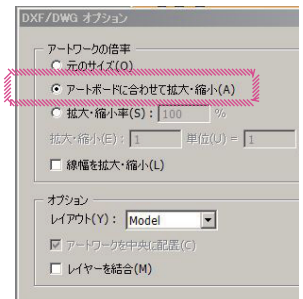 DXF/DWG オプション
アートワークの倍率
元のサイズ(O)
アートボードに合わせて拡大・縮小(A)
拡大・縮小率(S)： 100 %
拡大・縮小(E)： 1 単位(U) = 1
線幅を拡大・縮小(L)
オプション
レイアウト(Y)： Model
アートワークを中央に配置(C)
レイヤーを結合(M)